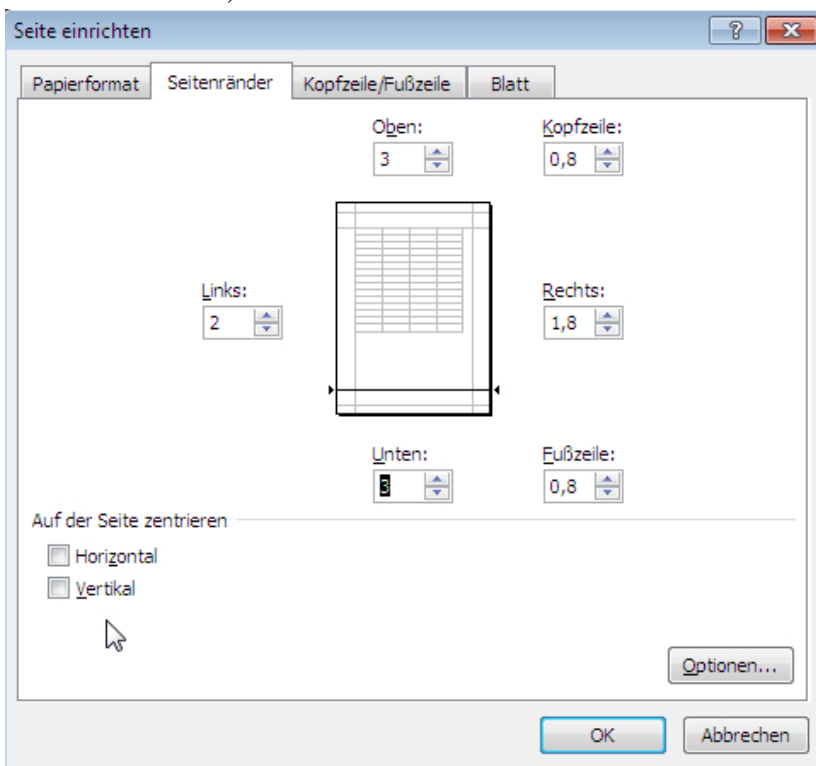 Seite einrichten
Papierformat Seitenränder Kopfzeile/Fußzeile Blatt
Oben: Kopfzeile:
3 0,8
Links: Rechts:
2 1,8
Unten: Fußzeile:
3 0,8
Auf der Seite zentrieren
Horizontal
Vertikal
Optionen...
OK Abbrechen